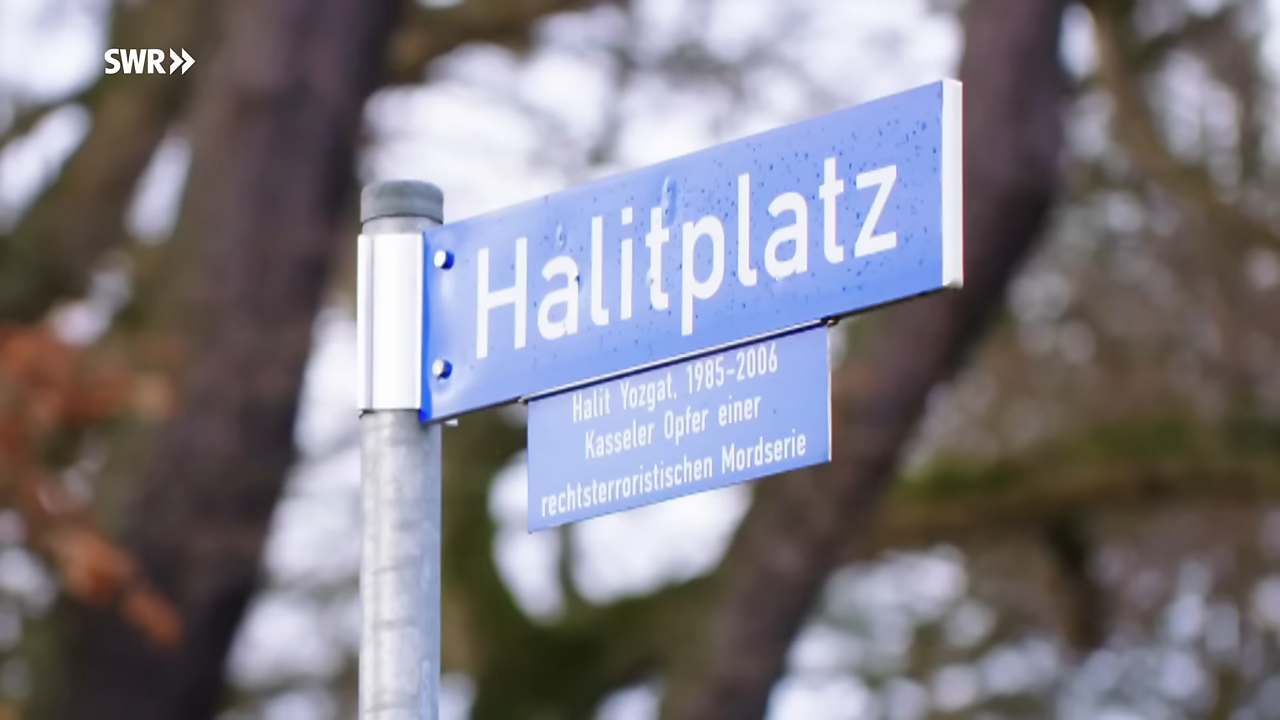 SWR»
Halitplatz
Halit Yozgat, 1985-2006
Kasseler Opfer einer
rechtsterroristischen Mordserie